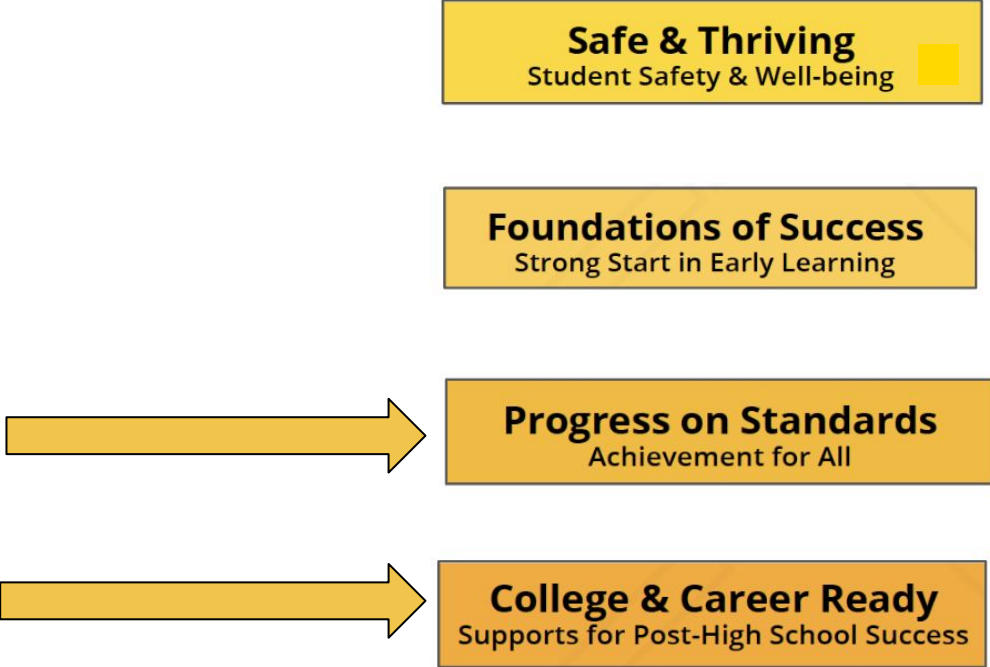 Safe & Thriving
Student Safety & Well-being
Foundations of Success
Strong Start in Early Learning
Progress on Standards
Achievement for All
College & Career Ready
Supports for Post-High School Success